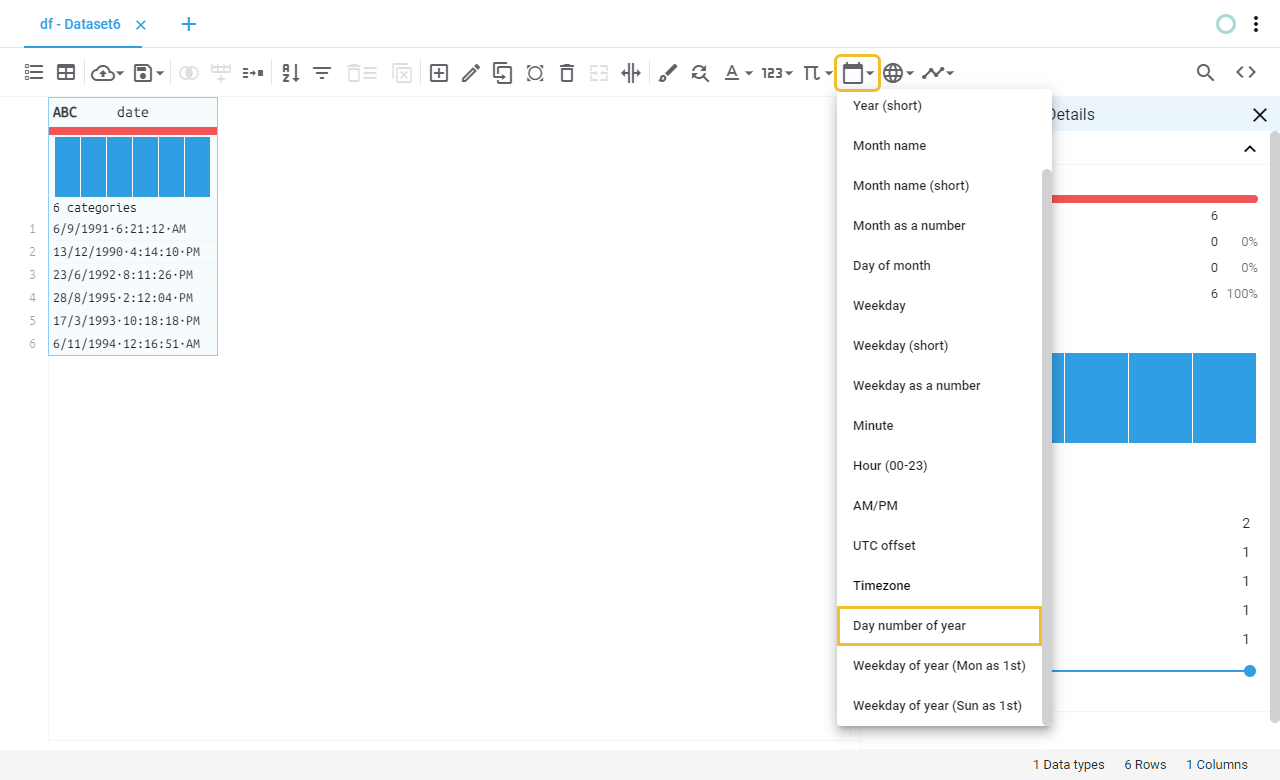 df - Dataset6
123
ABC date
6 categories
1 6/9/1991·6:21:12·AM
2 13/12/1990·4:14:10·PM
3 23/6/1992·8:11:26·PM
4 28/8/1995·2:12:04·PM
5 17/3/1993·10:18:18·PM
6 6/11/1994·12:16:51·AM
Year (short)
Month name
Month name (short)
Month as a number
Day of month
Weekday
Weekday (short)
Weekday as a number
Minute
Hour (00-23)
AM/PM
UTC offset
Timezone
Day number of year
Weekday of year (Mon as 1st)
Weekday of year (Sun as 1st)
Details
6
0 0%
0 0%
6 100%
2
1
1
1
1
1 Data types 6 Rows 1 Columns